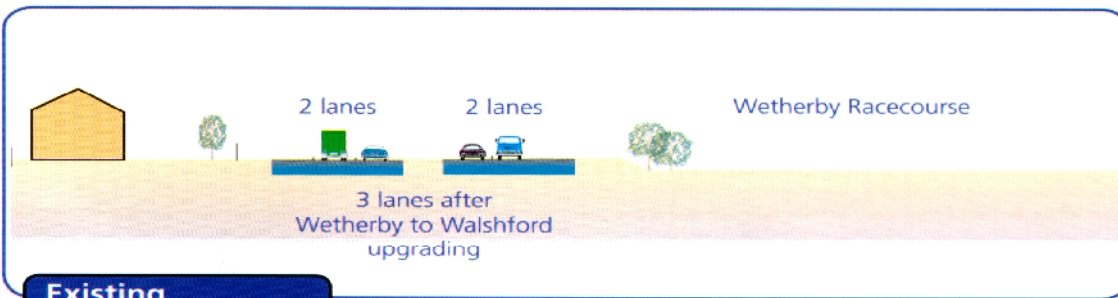 2 lanes
2 lanes
Wetherby Racecourse
3 lanes after
Wetherby to Walshford
upgrading
Existing